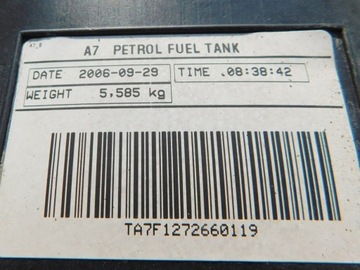 A7 PETROL FUEL TANK
DATE 2006-09-29 TIME .08:38:42
WEIGHT 5,585 kg
TA7F1272660119